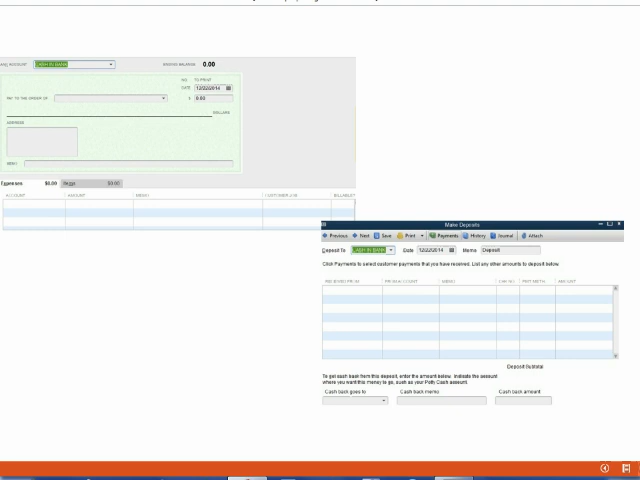 BANK ACCOUNT CASH IN BANK ENDING BALANCE 0.00
NO. TO PRINT
DATE 12/22/2014
PAY TO THE ORDER OF $ 0.00
DOLLARS
ADDRESS
MEMO
Expenses $0.00 Items $0.00
ACCOUNT AMOUNT MEMO CUSTOMER:JOB BILLABLE?
Make Deposits
Previous Next Save Print Payments History Journal Attach
Deposit To CASH IN BANK Date 12/22/2014 Memo Deposit
Click Payments to select customer payments that you have received. List any other amounts to deposit below.
RECEIVED FROM FROM ACCOUNT MEMO CHK NO. PMT METH. AMOUNT
Deposit Subtotal
To get cash back from this deposit, enter the amount below. Indicate the account
where you want this money to go, such as your Petty Cash account.
Cash back goes to Cash back memo Cash back amount